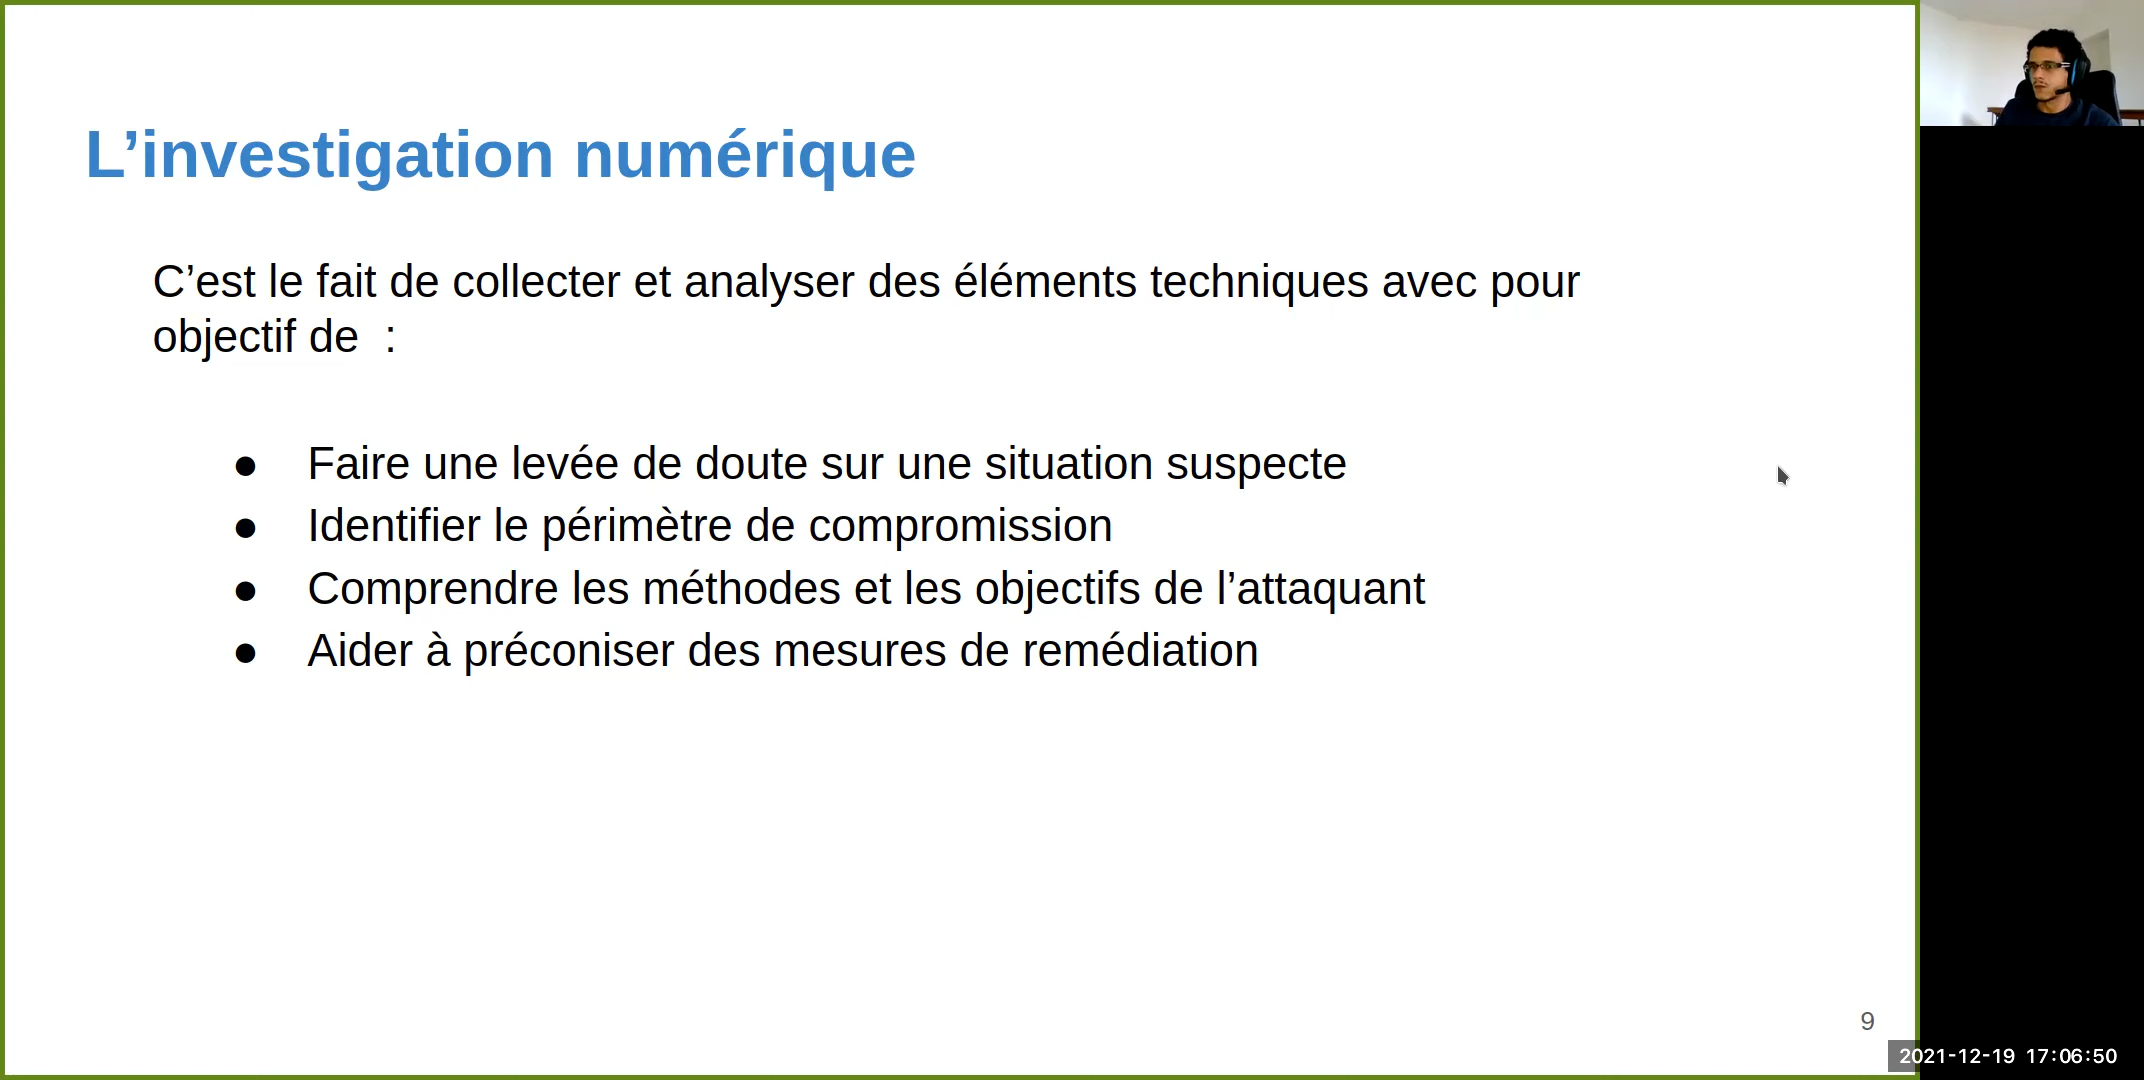 L’investigation numérique
C’est le fait de collecter et analyser des éléments techniques avec pour
objectif de  :
● Faire une levée de doute sur une situation suspecte
● Identifier le périmètre de compromission
● Comprendre les méthodes et les objectifs de l’attaquant
● Aider à préconiser des mesures de remédiation
9
2021-12-19 17:06:50